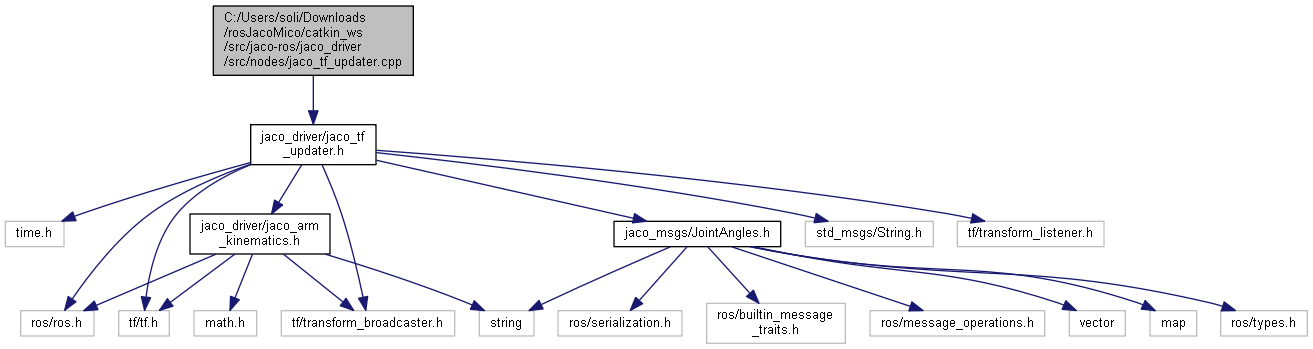 C:/Users/soli/Downloads
/rosJacoMico/catkin_ws
/src/jaco-ros/jaco_driver
/src/nodes/jaco_tf_updater.cpp
jaco_driver/jaco_tf
_updater.h
time.h
jaco_driver/jaco_arm
_kinematics.h
jaco_msgs/JointAngles.h
std_msgs/String.h
tf/transform_listener.h
ros/ros.h
tf/tf.h
math.h
tf/transform_broadcaster.h
string
ros/serialization.h
ros/builtin_message
_traits.h
ros/message_operations.h
vector
map
ros/types.h